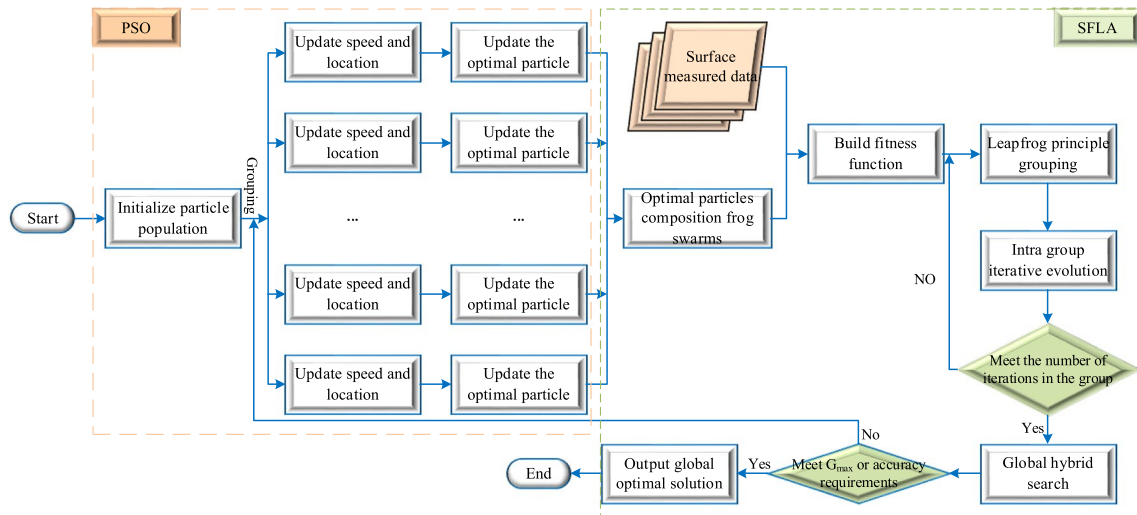 PSO
SFLA
Update speed and
location
Update the
optimal particle
Surface
measured data
Update speed and
location
Update the
optimal particle
Build fitness
function
Leapfrog principle
grouping
Grouping
Start
Initialize particle
population
...
...
Optimal particles
composition frog
swarms
Intra group
iterative evolution
NO
Update speed and
location
Update the
optimal particle
Meet the number of
iterations in the group
Update speed and
location
Update the
optimal particle
Yes
No
End
Output global
optimal solution
Yes
Meet Gmax or accuracy
requirements
Global hybrid
search